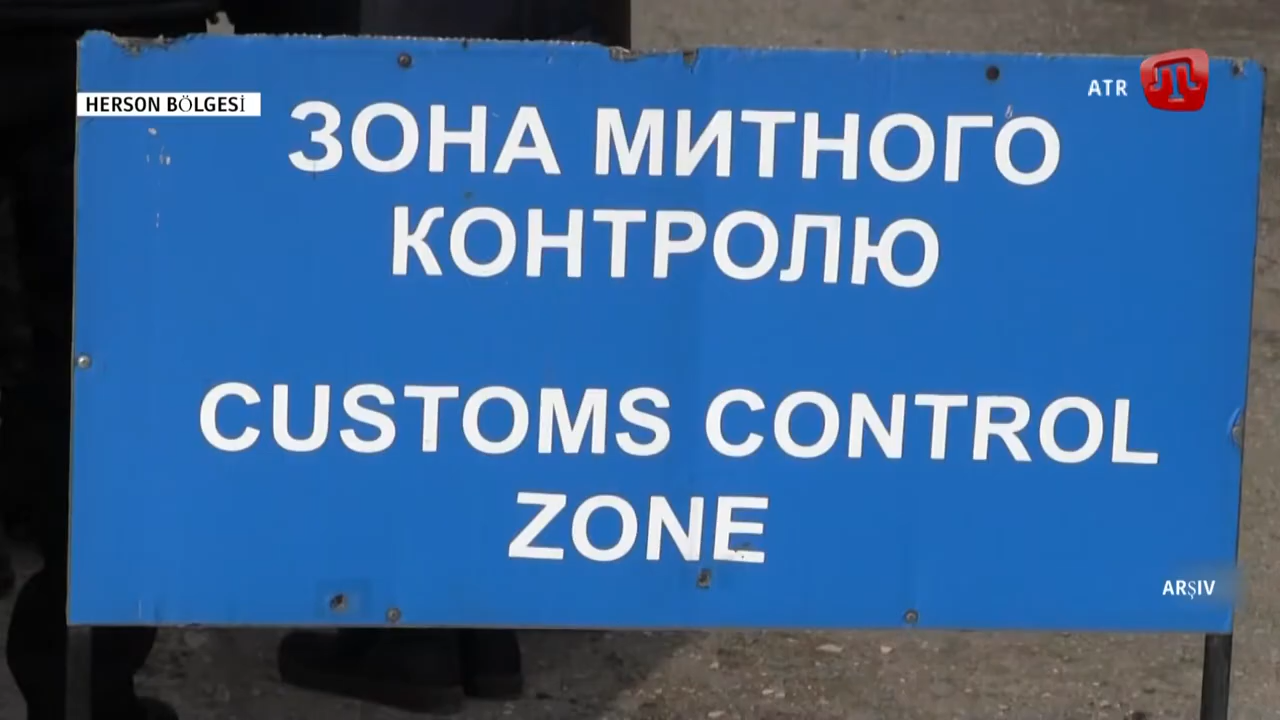 HERSON BÖLGESİ
ATR
ЗОНА МИТНОГО
КОНТРОЛЮ
CUSTOMS CONTROL
ZONE
ARŞIV